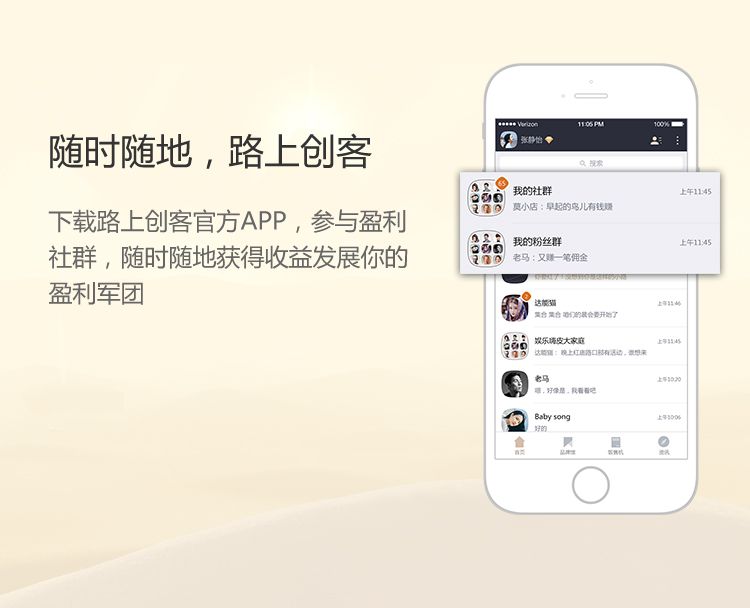 随时随地，路上创客
下载路上创客官方APP，参与盈利
社群，随时随地获得收益发展你的
盈利军团
Verizon 11:05 PM 100%
张静怡
搜索
65
我的社群 上午11:45
莫小店：早起的鸟儿有钱赚
我的粉丝群 上午11:45
老马：又赚一笔佣金
2
达能猫 上午11:46
集合 集合 咱们的晨会要开始了
娱乐嗨皮大家庭 上午11:45
达能猫： 晚上红底路口那有活动，谁想来
老马 上午10:20
嗯，好像是，我看看吧
Baby song 上午10:06
好的
首页 品牌馆 售货机 资讯